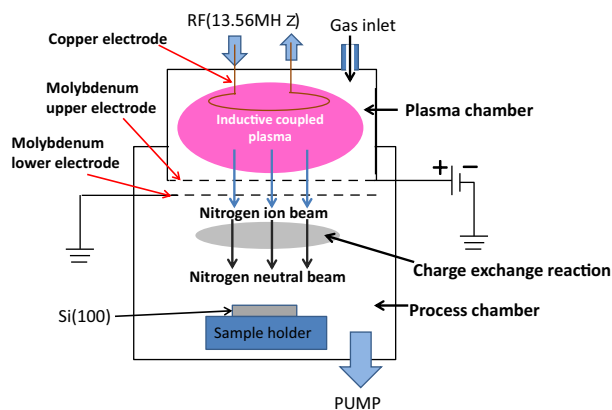 RF(13.56MH Z)
Gas inlet
Copper electrode
Molybdenum
upper electrode
Plasma chamber
Inductive coupled
plasma
Molybdenum
lower electrode
+ −
Nitrogen ion beam
Charge exchange reaction
Nitrogen neutral beam
Si(100)
Process chamber
Sample holder
PUMP